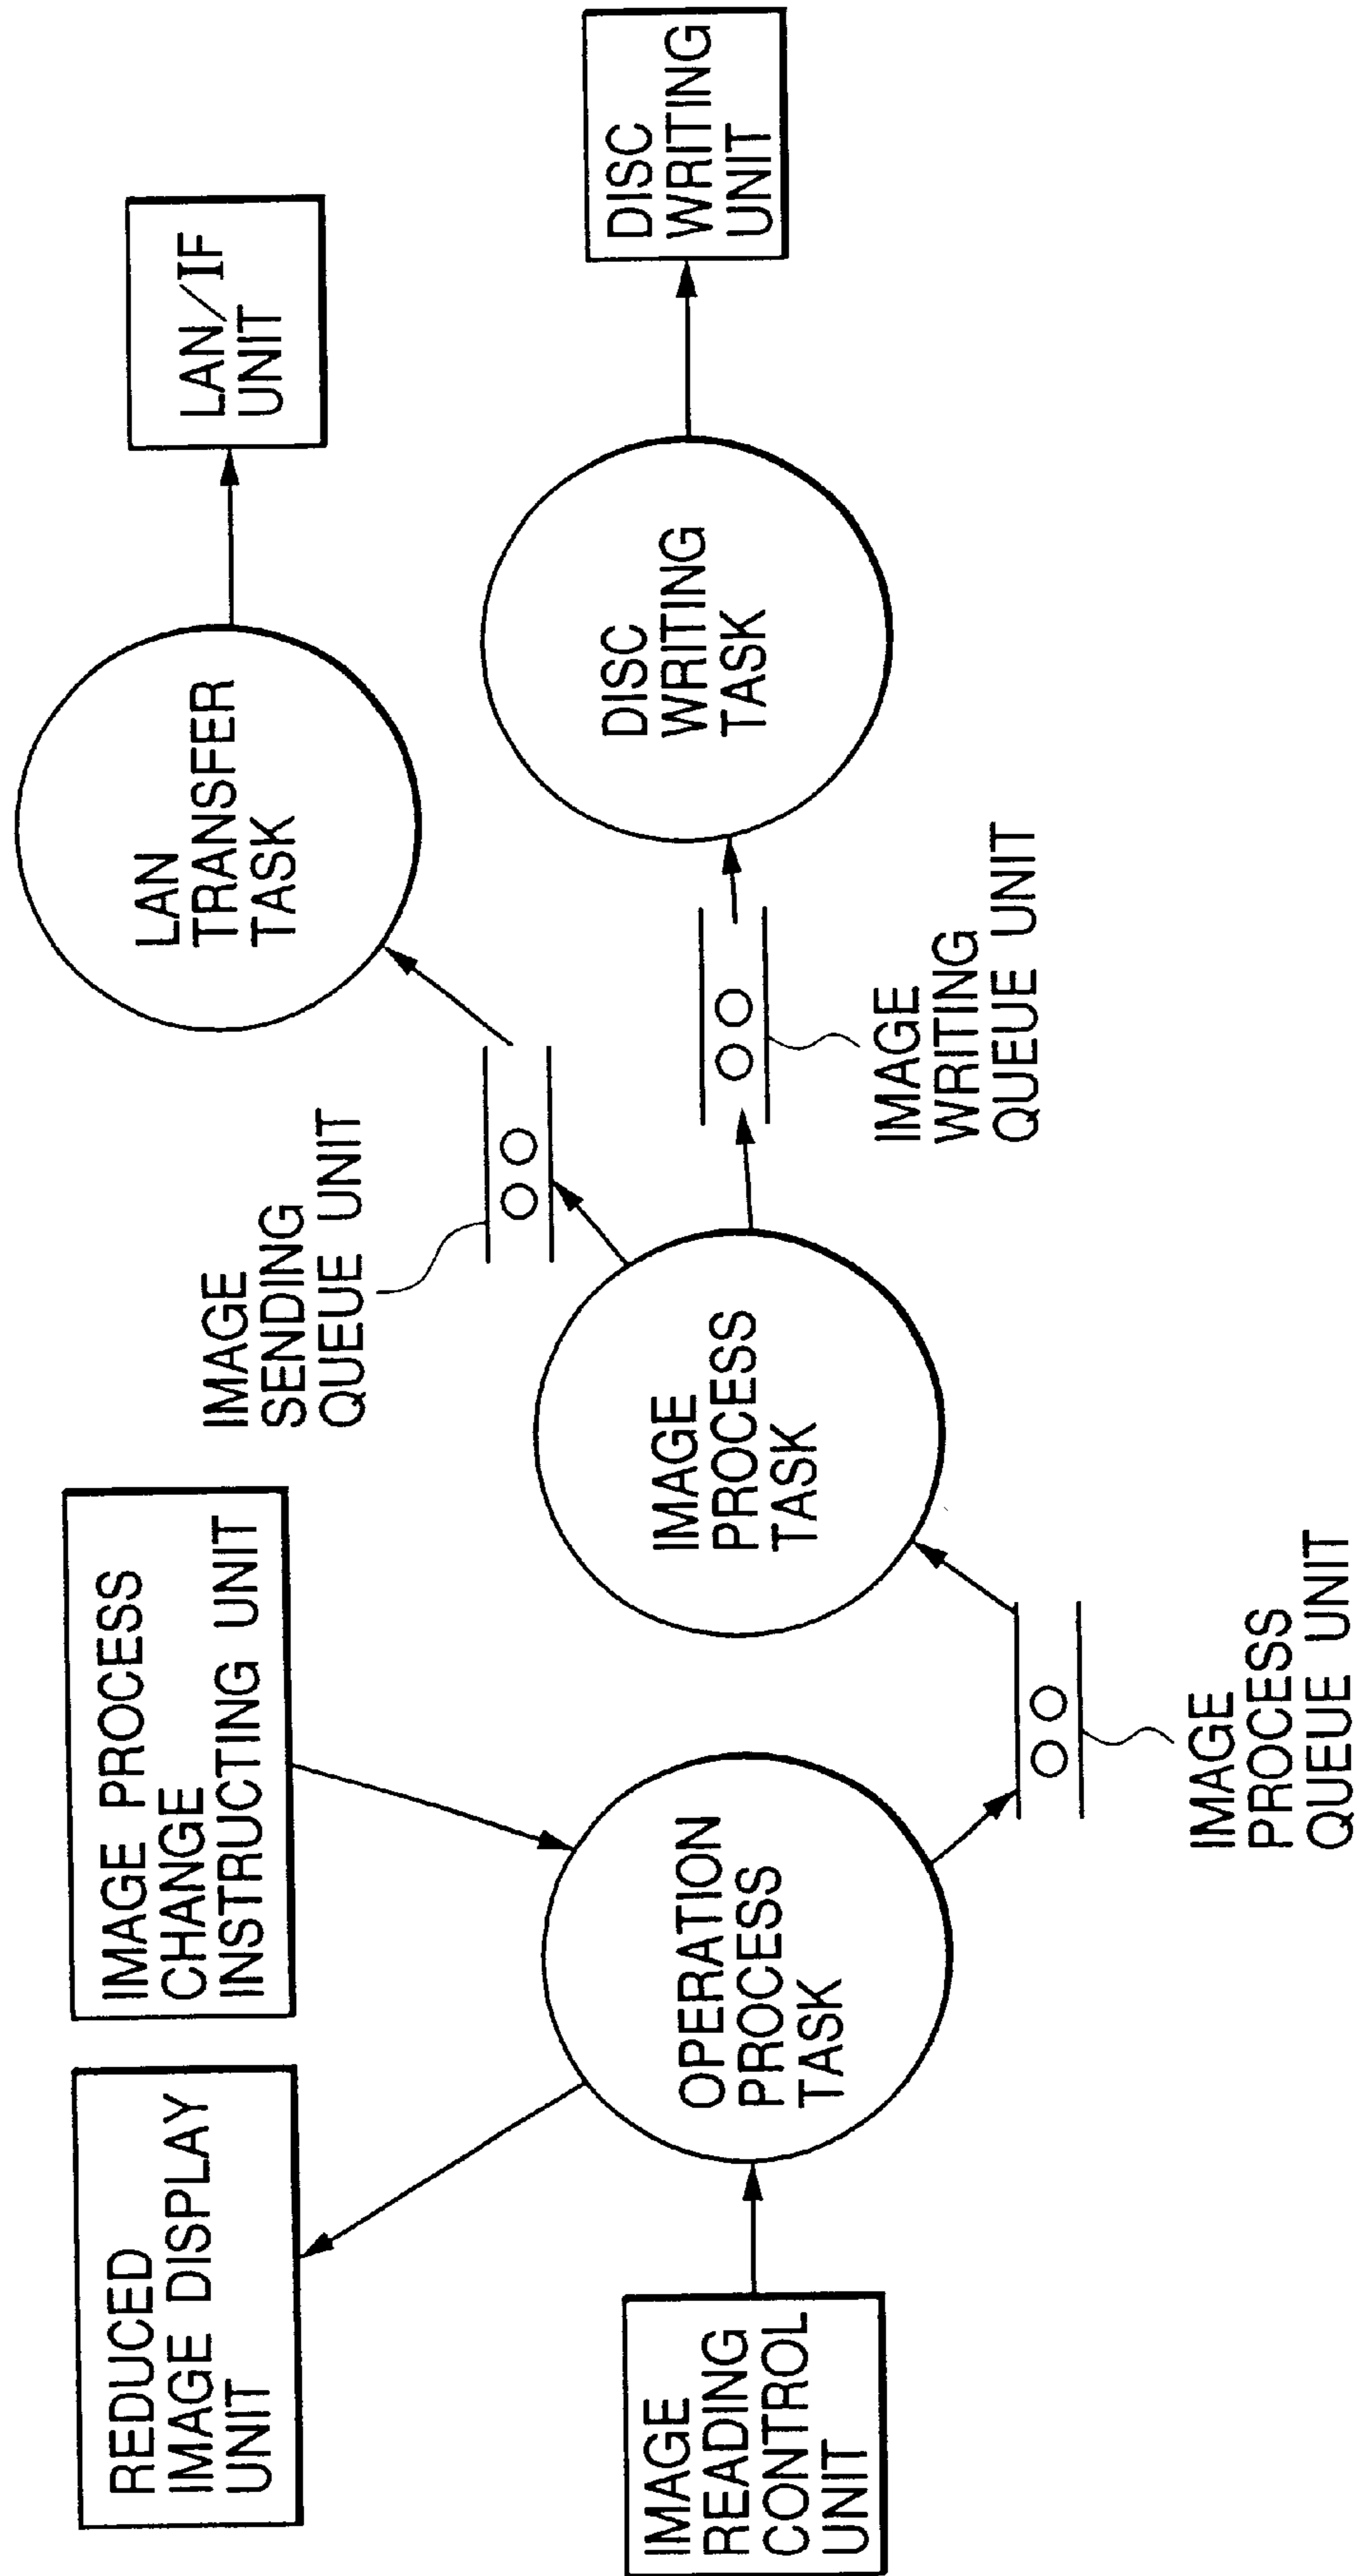 REDUCED
IMAGE DISPLAY
UNIT
IMAGE PROCESS
CHANGE
INSTRUCTING UNIT
IMAGE
READING
CONTROL
UNIT
OPERATION
PROCESS
TASK
IMAGE
PROCESS
QUEUE UNIT
IMAGE
PROCESS
TASK
IMAGE
SENDING
QUEUE UNIT
IMAGE
WRITING
QUEUE UNIT
LAN
TRANSFER
TASK
LAN/IF
UNIT
DISC
WRITING
TASK
DISC
WRITING
UNIT